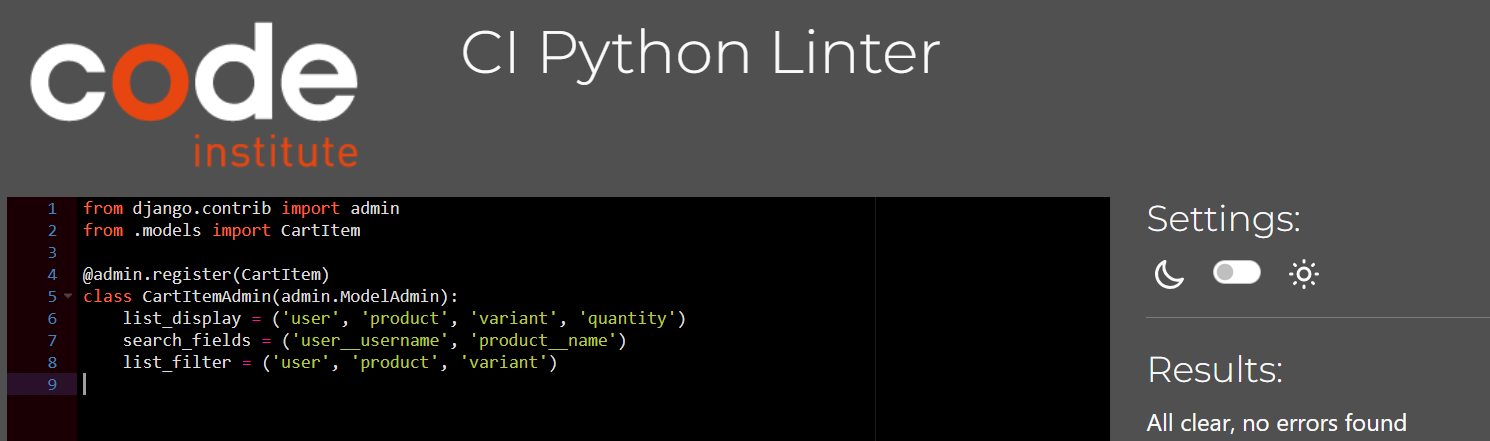 code
institute
CI Python Linter
1 from django.contrib import admin
2 from .models import CartItem
3
4 @admin.register(CartItem)
5 class CartItemAdmin(admin.ModelAdmin):
6     list_display = ('user', 'product', 'variant', 'quantity')
7     search_fields = ('user__username', 'product__name')
8     list_filter = ('user', 'product', 'variant')
9
Settings:
Results:
All clear, no errors found